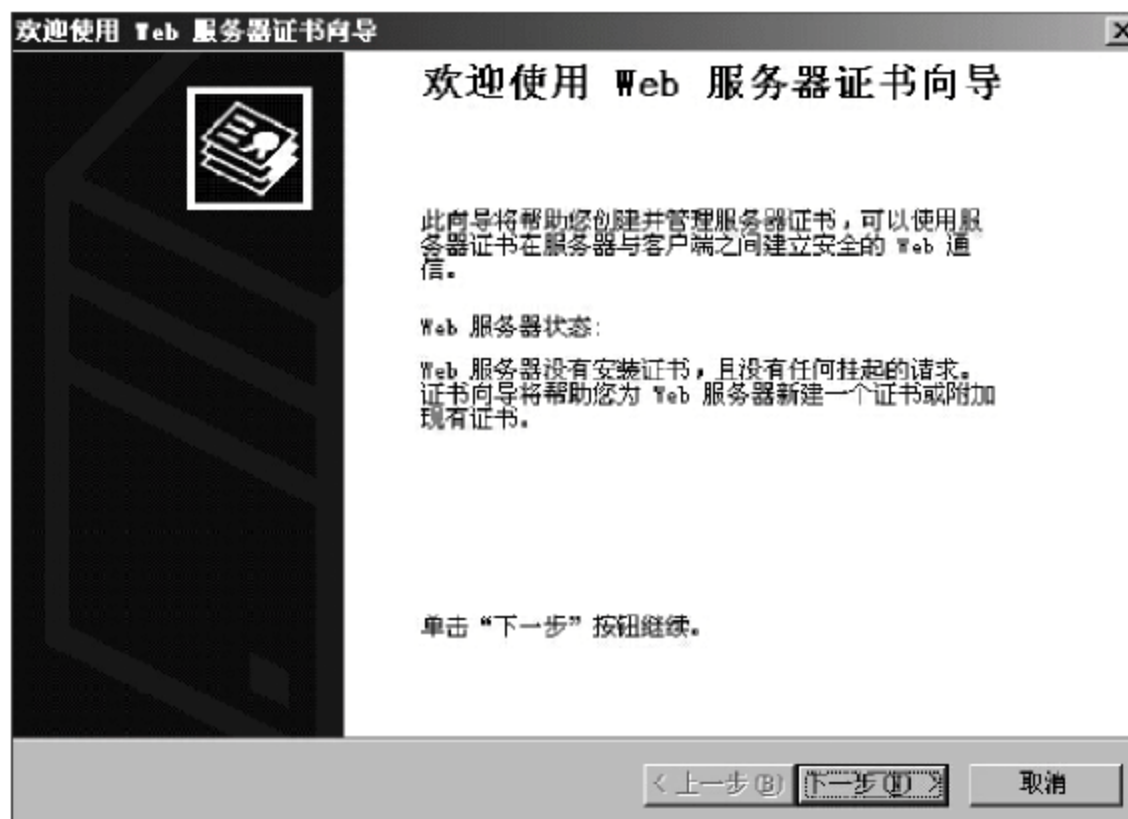 欢迎使用 Web 服务器证书向导
欢迎使用 Web 服务器证书向导
此向导将帮助您创建并管理服务器证书，可以使用服
务器证书在服务器与客户端之间建立安全的 Web 通
信。
Web 服务器状态:
Web 服务器没有安装证书，且没有任何挂起的请求。
证书向导将帮助您为 Web 服务器新建一个证书或附加
现有证书。
单击“下一步”按钮继续。
< 上一步(B) 下一步(N) > 取消